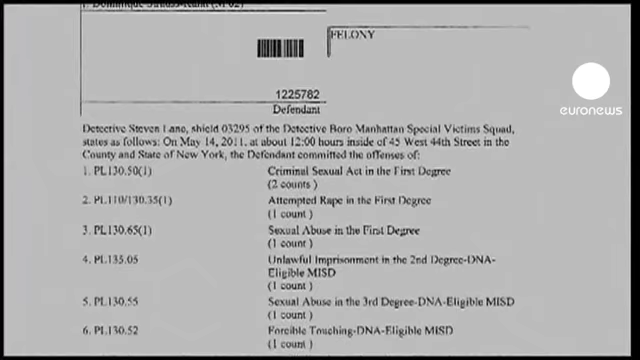 1. Dominique Strauss-Kahn (M 62)
FELONY
euronews
1225782
Defendant
Detective Steven Lane, shield 03295 of the Detective Boro Manhattan Special Victims Squad,
states as follows: On May 14, 2011, at about 12:00 hours inside of 45 West 44th Street in the
County and State of New York, the Defendant committed the offenses of:
1. PL130.50(1) Criminal Sexual Act in the First Degree
(2 counts)
2. PL110/130.35(1) Attempted Rape in the First Degree
(1 count)
3. PL130.65(1) Sexual Abuse in the First Degree
(1 count)
4. PL135.05 Unlawful Imprisonment in the 2nd Degree-DNA-
Eligible MISD
(1 count)
5. PL130.55 Sexual Abuse in the 3rd Degree-DNA-Eligible MISD
(1 count)
6. PL130.52 Forcible Touching-DNA-Eligible MISD
(1 count)